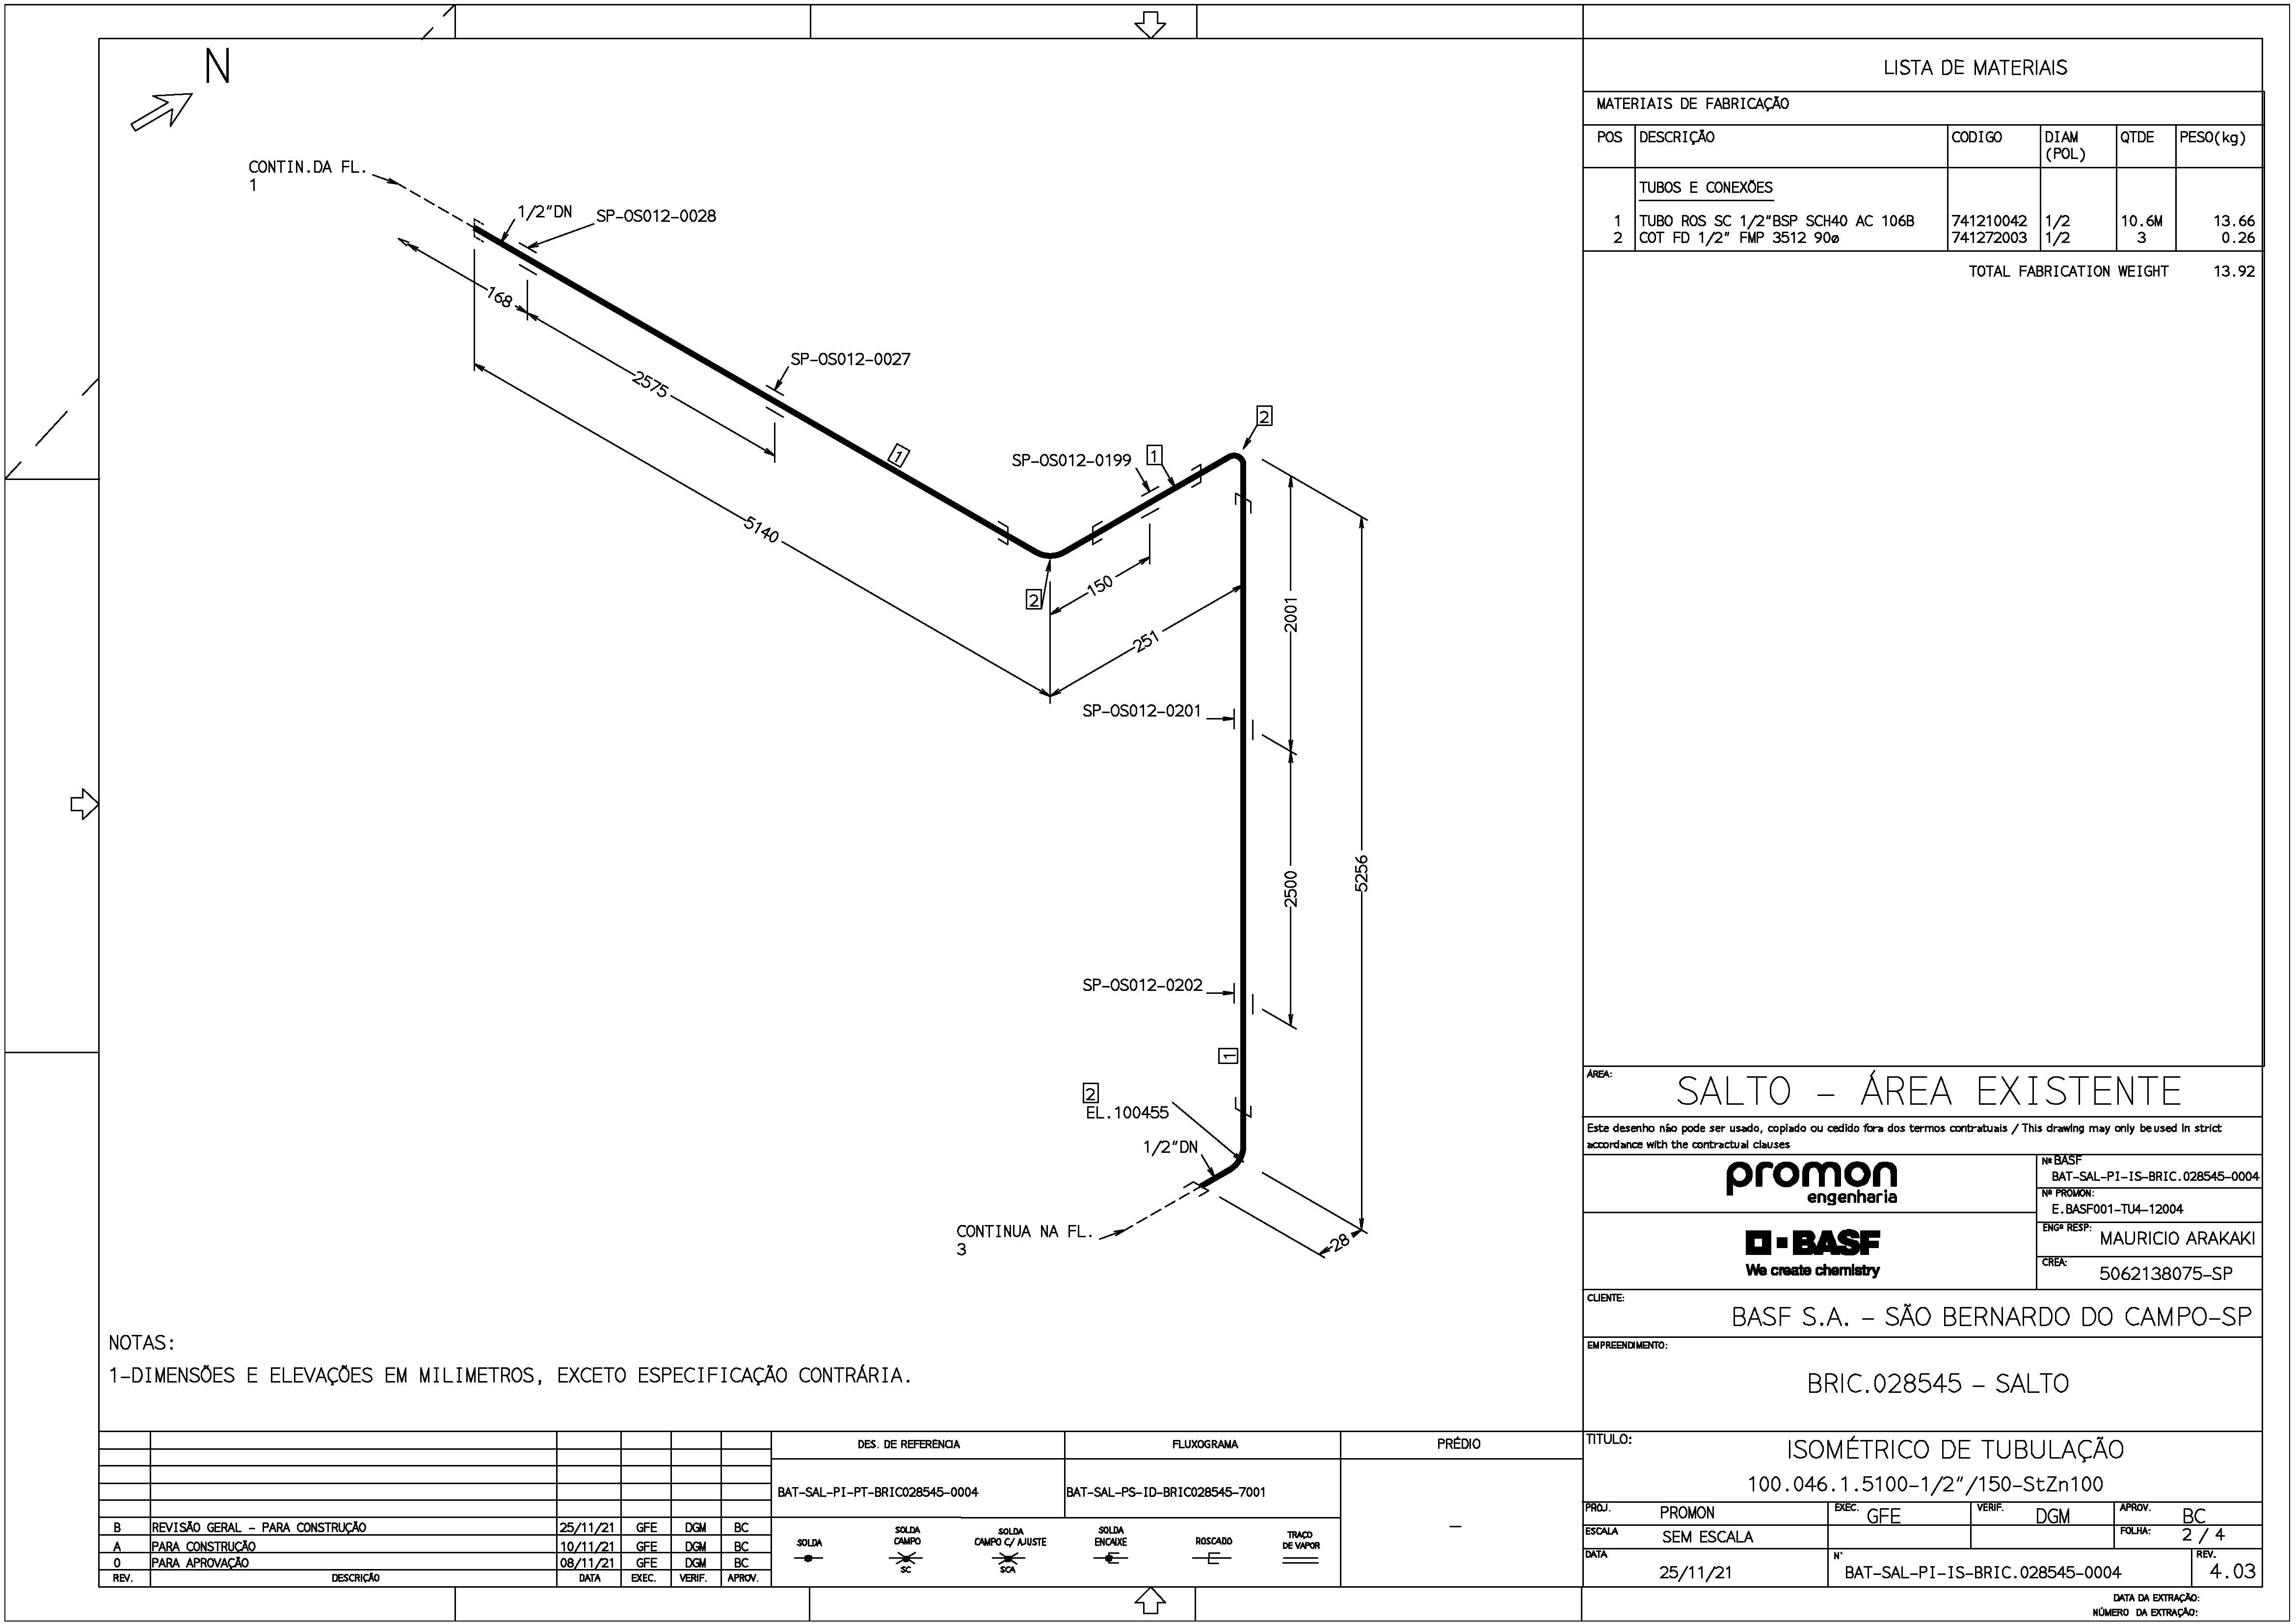 N
CONTIN.DA FL.
1
1/2"DN
SP-OS012-0028
168
2575
SP-OS012-0027
5140
1
2
SP-OS012-0199
1
2
150
251
2001
SP-OS012-0201
2500
5256
SP-OS012-0202
1
2
EL.100455
1/2"DN
CONTINUA NA FL.
3
28
NOTAS:
1-DIMENSÕES E ELEVAÇÕES EM MILIMETROS, EXCETO ESPECIFICAÇÃO CONTRÁRIA.
LISTA DE MATERIAIS
MATERIAIS DE FABRICAÇÃO
POS DESCRIÇÃO CODIGO DIAM (POL) QTDE PESO(kg)
TUBOS E CONEXÕES
1 TUBO ROS SC 1/2"BSP SCH40 AC 106B 741210042 1/2 10.6M 13.66
2 COT FD 1/2" FMP 3512 90ø 741272003 1/2 3 0.26
TOTAL FABRICATION WEIGHT 13.92
ÁREA:
SALTO - ÁREA EXISTENTE
Este desenho não pode ser usado, copiado ou cedido fora dos termos contratuais / This drawing may only be used in strict
accordance with the contractual clauses
promon
engenharia
Nº BASF
BAT-SAL-PI-IS-BRIC.028545-0004
Nº PROMON:
E.BASF001-TU4-12004
BASF
We create chemistry
ENGº RESP:
MAURICIO ARAKAKI
CREA:
5062138075-SP
CLIENTE:
BASF S.A. - SÃO BERNARDO DO CAMPO-SP
EMPREENDIMENTO:
BRIC.028545 - SALTO
TITULO:
ISOMÉTRICO DE TUBULAÇÃO
100.046.1.5100-1/2"/150-StZn100
PROJ. PROMON EXEC. GFE VERIF. DGM APROV. BC
ESCALA SEM ESCALA FOLHA: 2 / 4
DATA 25/11/21 N° BAT-SAL-PI-IS-BRIC.028545-0004 REV. 4.03
DATA DA EXTRAÇÃO:
NÚMERO DA EXTRAÇÃO:
DES. DE REFERÊNCIA FLUXOGRAMA PRÉDIO
BAT-SAL-PI-PT-BRIC028545-0004 BAT-SAL-PS-ID-BRIC028545-7001 -
SOLDA
SOLDA CAMPO
SC
SOLDA CAMPO C/ AJUSTE
SCA
SOLDA ENCAIXE
ROSCADO
TRAÇO DE VAPOR
B REVISÃO GERAL - PARA CONSTRUÇÃO 25/11/21 GFE DGM BC
A PARA CONSTRUÇÃO 10/11/21 GFE DGM BC
0 PARA APROVAÇÃO 08/11/21 GFE DGM BC
REV. DESCRIÇÃO DATA EXEC. VERIF. APROV.